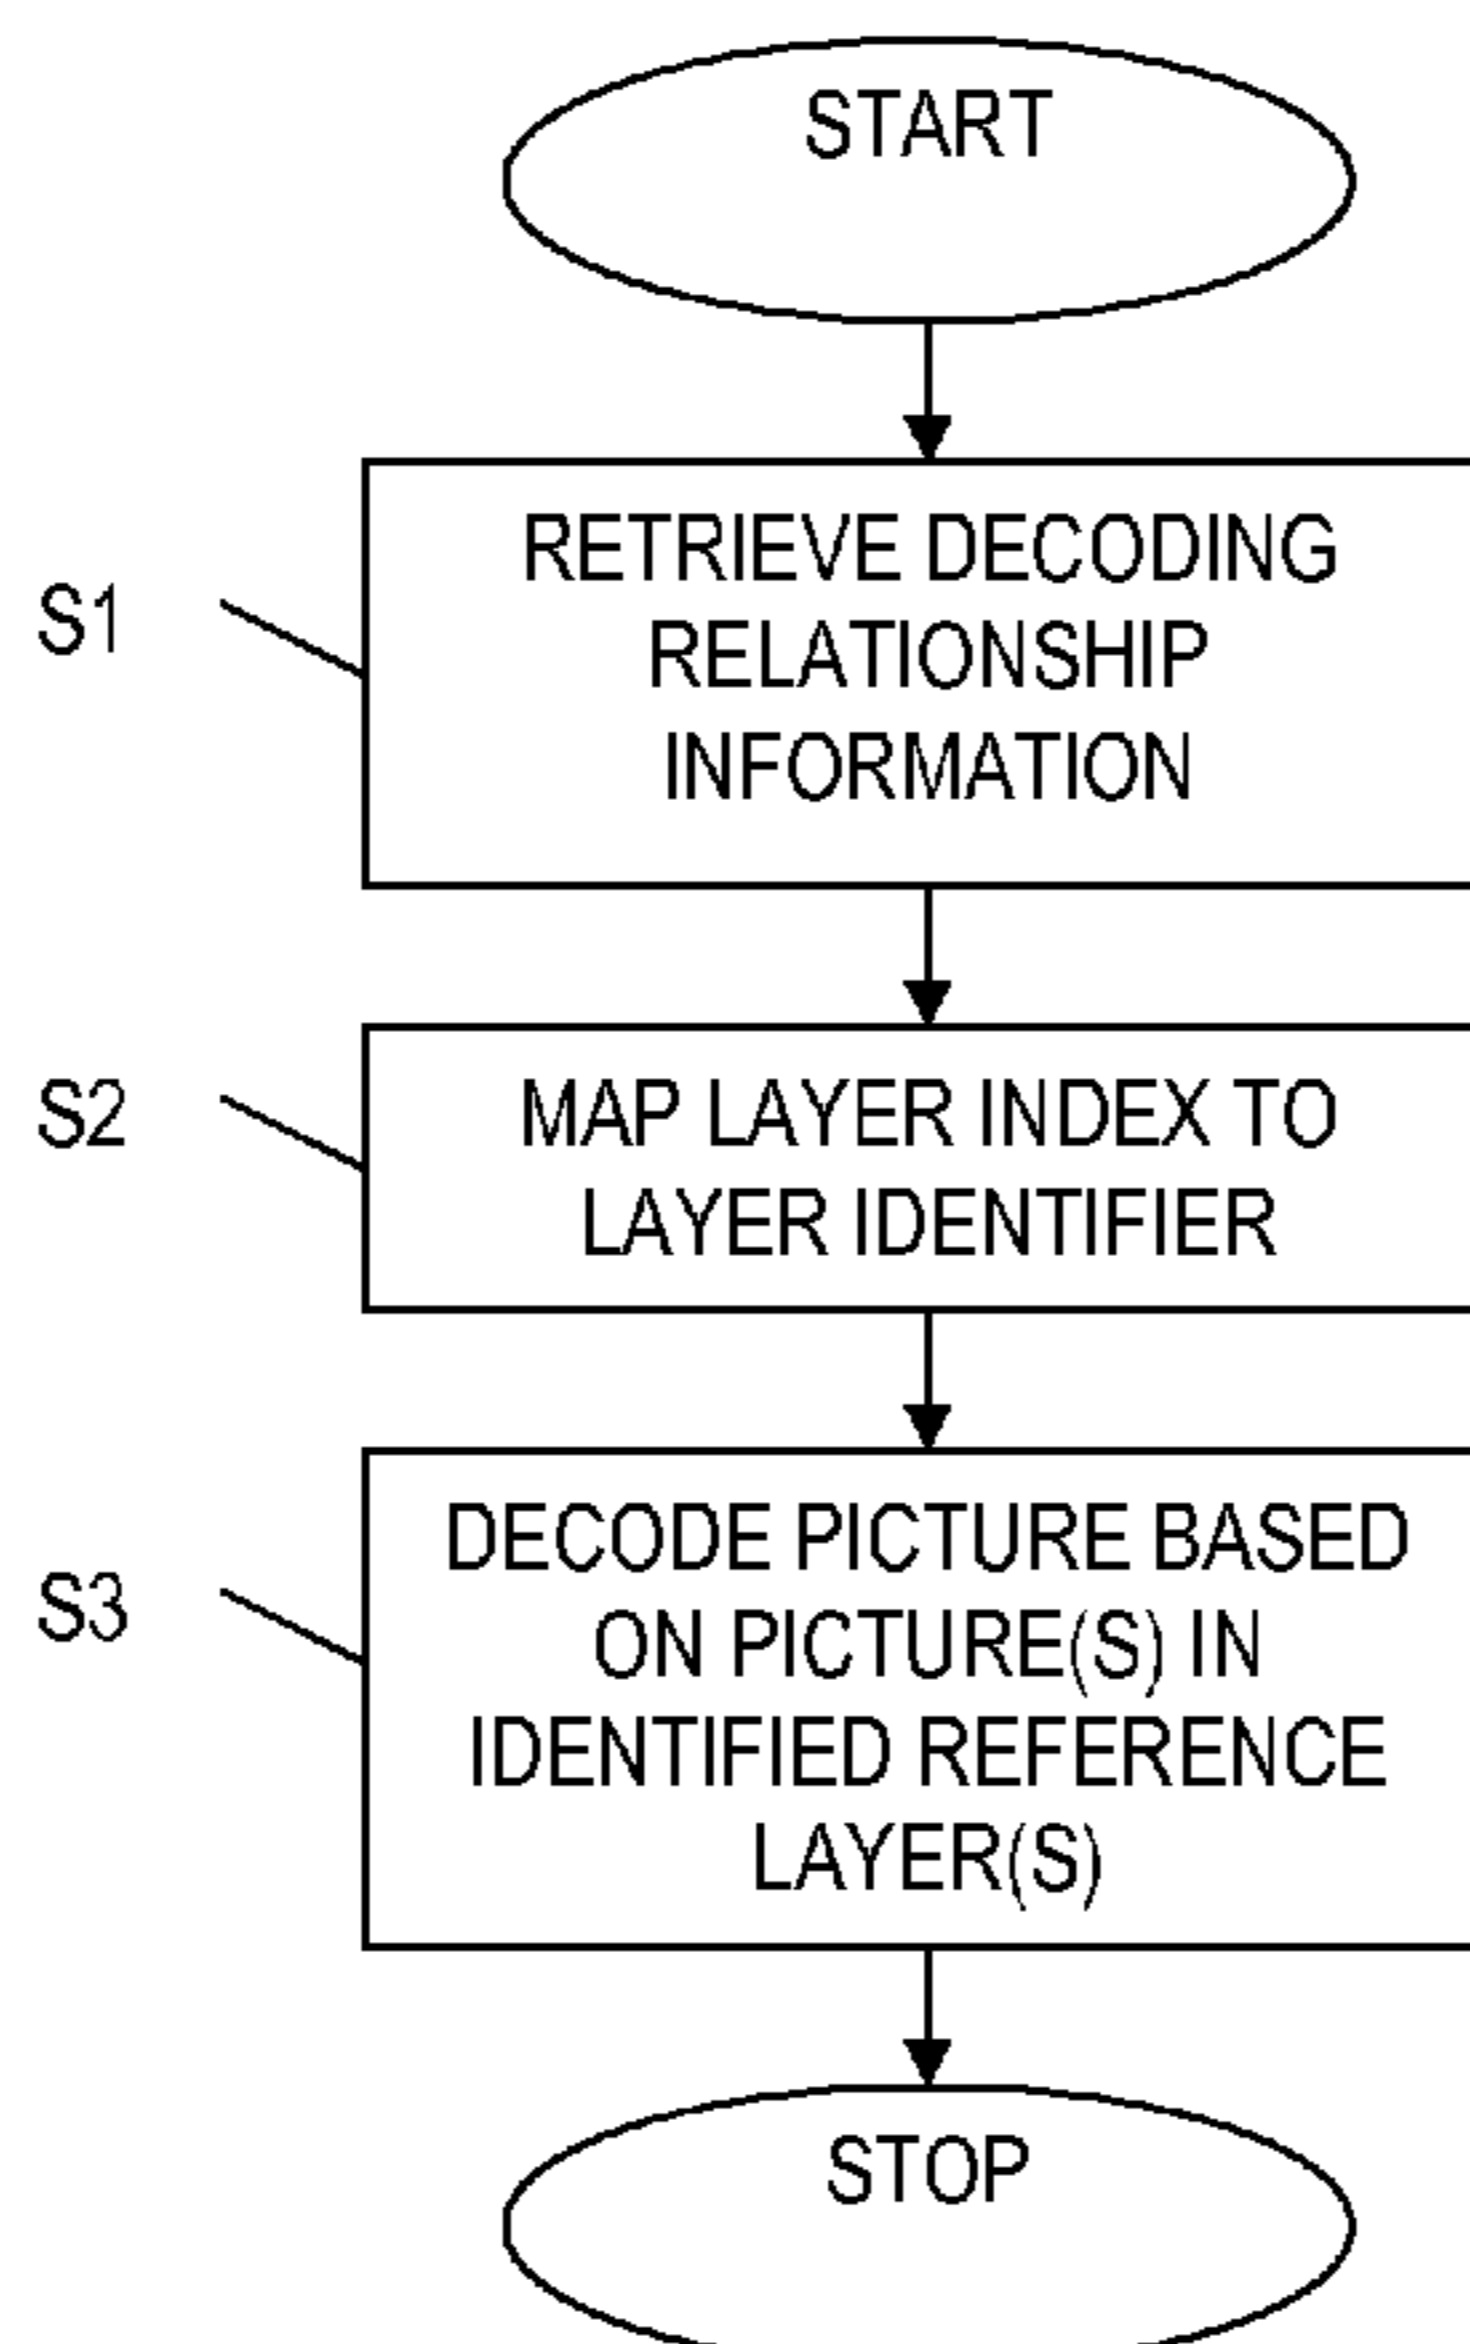 START
S1
RETRIEVE DECODING
RELATIONSHIP
INFORMATION
S2
MAP LAYER INDEX TO
LAYER IDENTIFIER
S3
DECODE PICTURE BASED
ON PICTURE(S) IN
IDENTIFIED REFERENCE
LAYER(S)
STOP